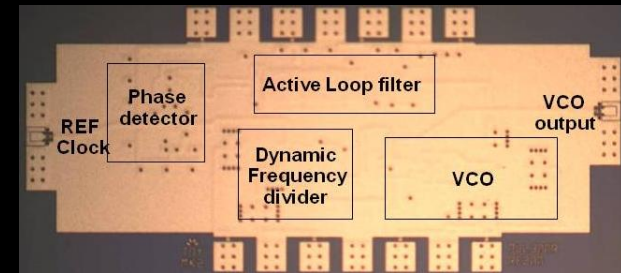 Phase
detector
Active Loop filter
REF
Clock
VCO
output
Dynamic
Frequency
divider
VCO